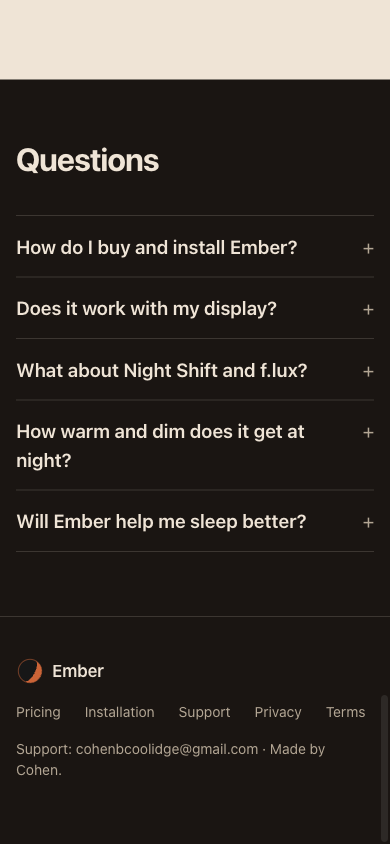 Questions
How do I buy and install Ember? +
Does it work with my display? +
What about Night Shift and f.lux? +
How warm and dim does it get at +
night?
Will Ember help me sleep better? +
Ember
Pricing Installation Support Privacy Terms
Support: cohenbcoolidge@gmail.com · Made by
Cohen.